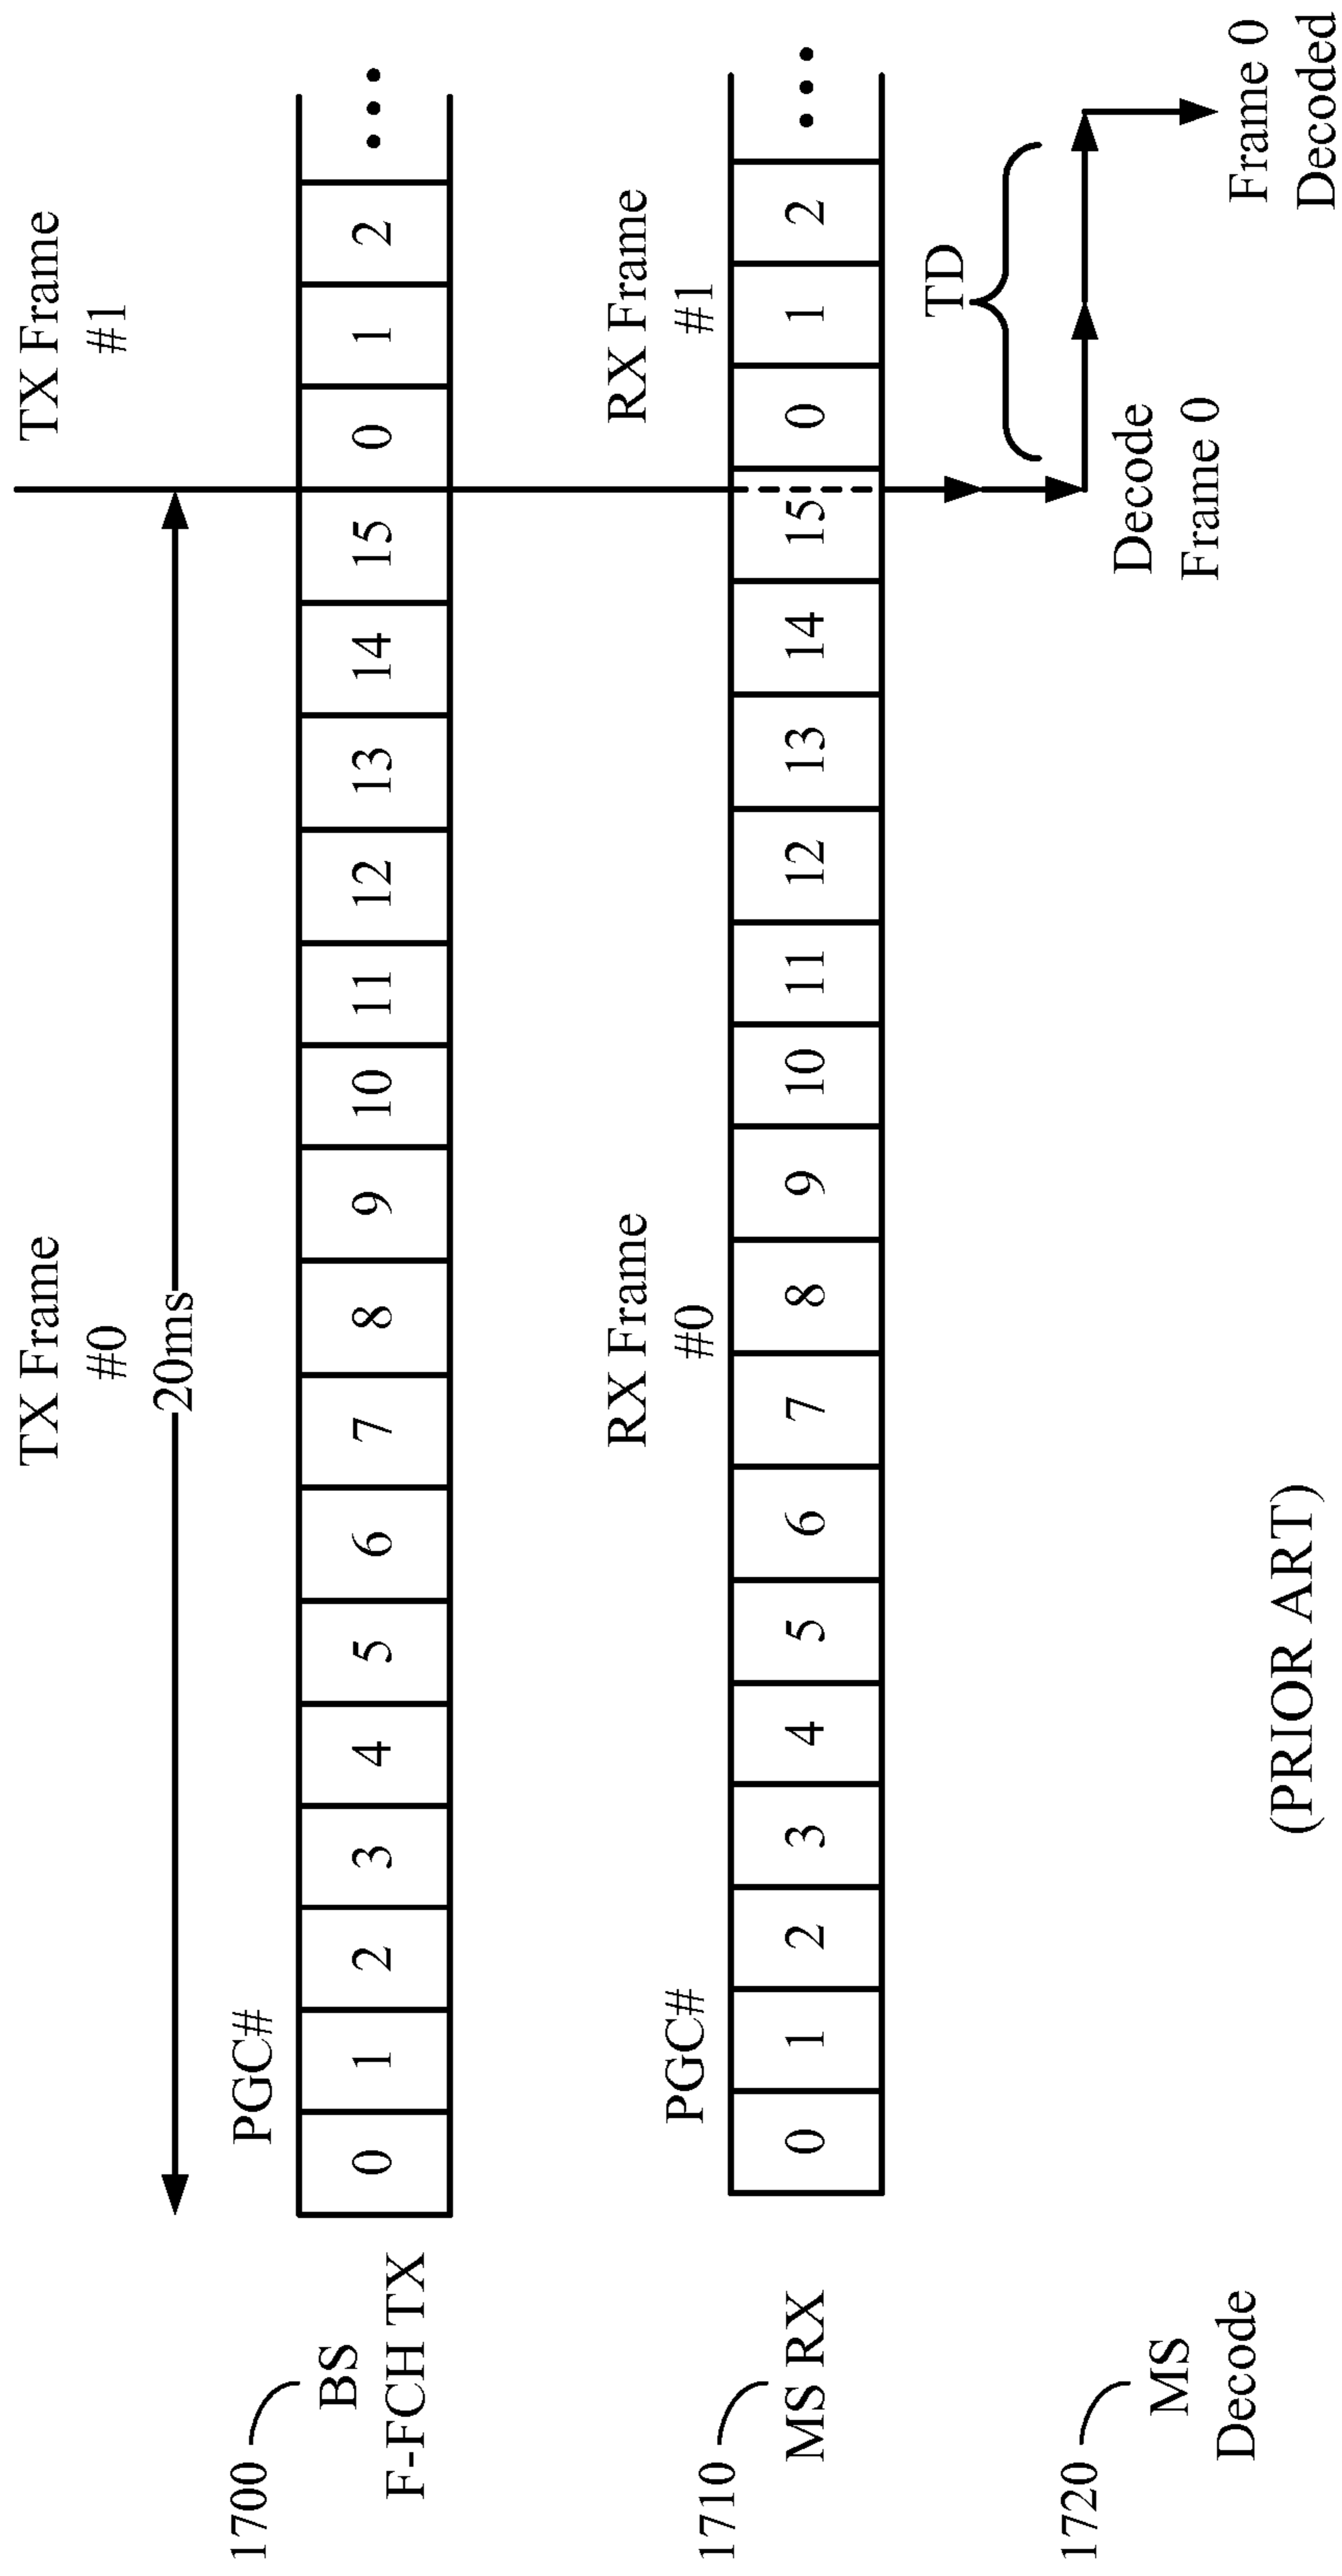 TX Frame
#0
TX Frame
#1
20ms
PGC#
1700
BS
F-FCH TX
0 1 2 3 4 5 6 7 8 9 10 11 12 13 14 15 0 1 2 •••
RX Frame
#0
RX Frame
#1
PGC#
1710
MS RX
0 1 2 3 4 5 6 7 8 9 10 11 12 13 14 15 0 1 2 •••
TD
1720
MS
Decode
Decode
Frame 0
Frame 0
Decoded
(PRIOR ART)